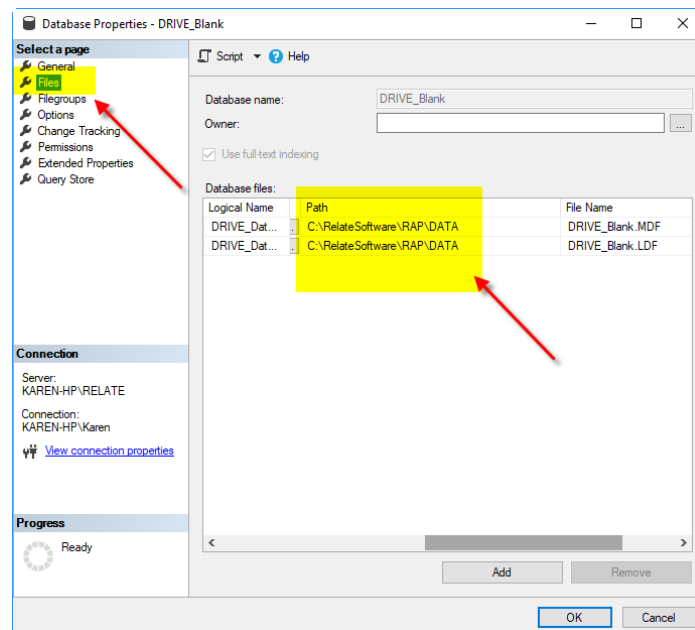 Database Properties - DRIVE_Blank
Select a page
General
Files
Filegroups
Options
Change Tracking
Permissions
Extended Properties
Query Store
Script
Help
Database name:
DRIVE_Blank
Owner:
...
Use full-text indexing
Database files:
Logical Name Path File Name
DRIVE_Dat... . C:\RelateSoftware\RAP\DATA DRIVE_Blank.MDF
DRIVE_Dat... . C:\RelateSoftware\RAP\DATA DRIVE_Blank.LDF
Connection
Server:
KAREN-HP\RELATE
Connection:
KAREN-HP\Karen
View connection properties
Progress
Ready
Add Remove
OK Cancel